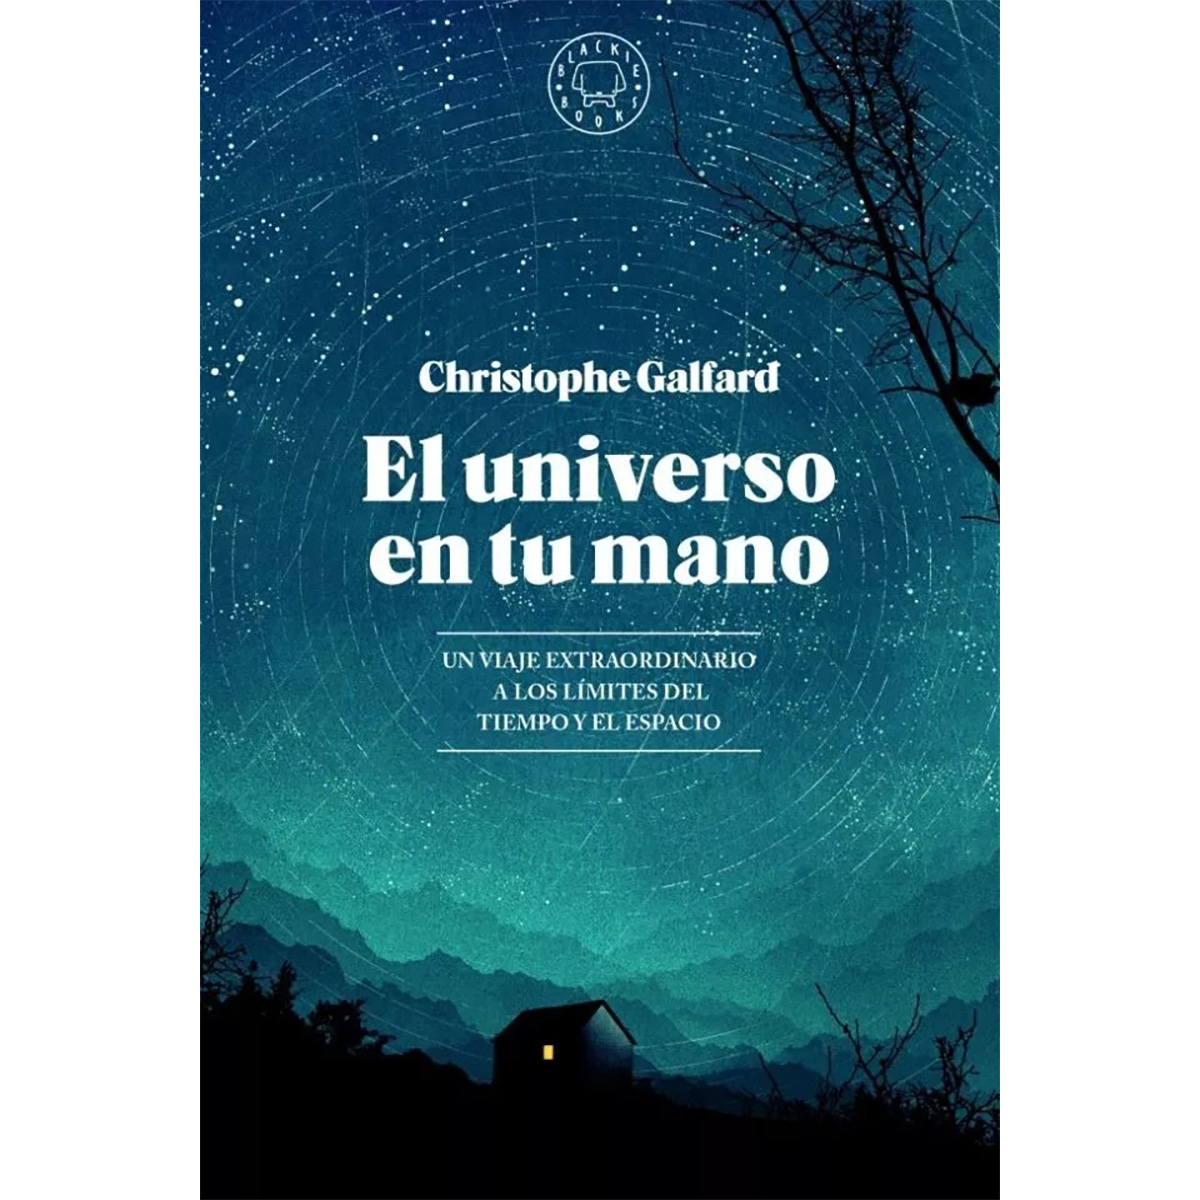 BLACKIE
BOOKS
Christophe Galfard
El universo
en tu mano
UN VIAJE EXTRAORDINARIO
A LOS LÍMITES DEL
TIEMPO Y EL ESPACIO